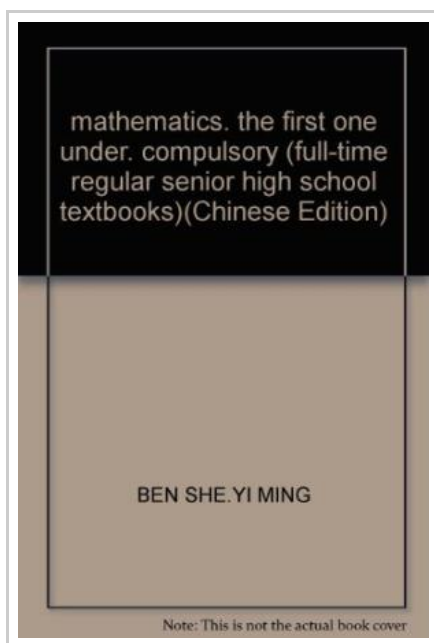 mathematics. the first one
under. compulsory (full-time
regular senior high school
textbooks)(Chinese Edition)
BEN SHE.YI MING
Note: This is not the actual book cover